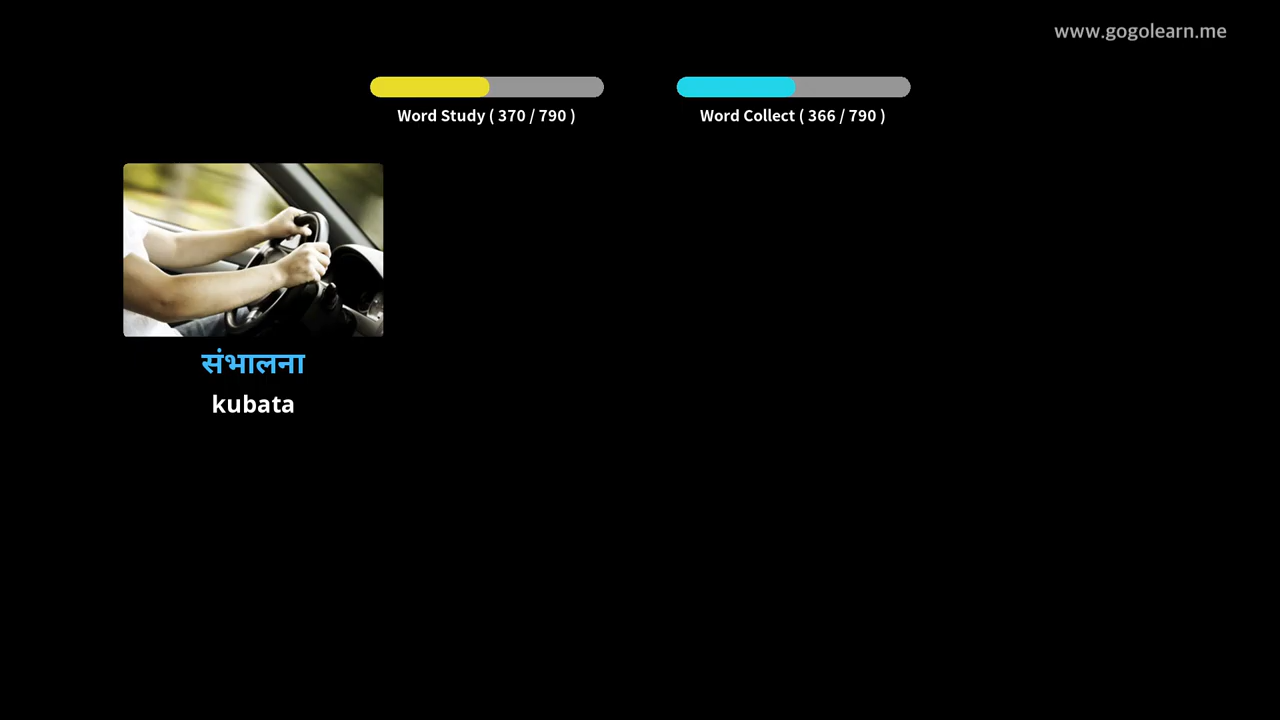 www.gogolearn.me
Word Study ( 370 / 790 )
Word Collect ( 366 / 790 )
संभालना
kubata